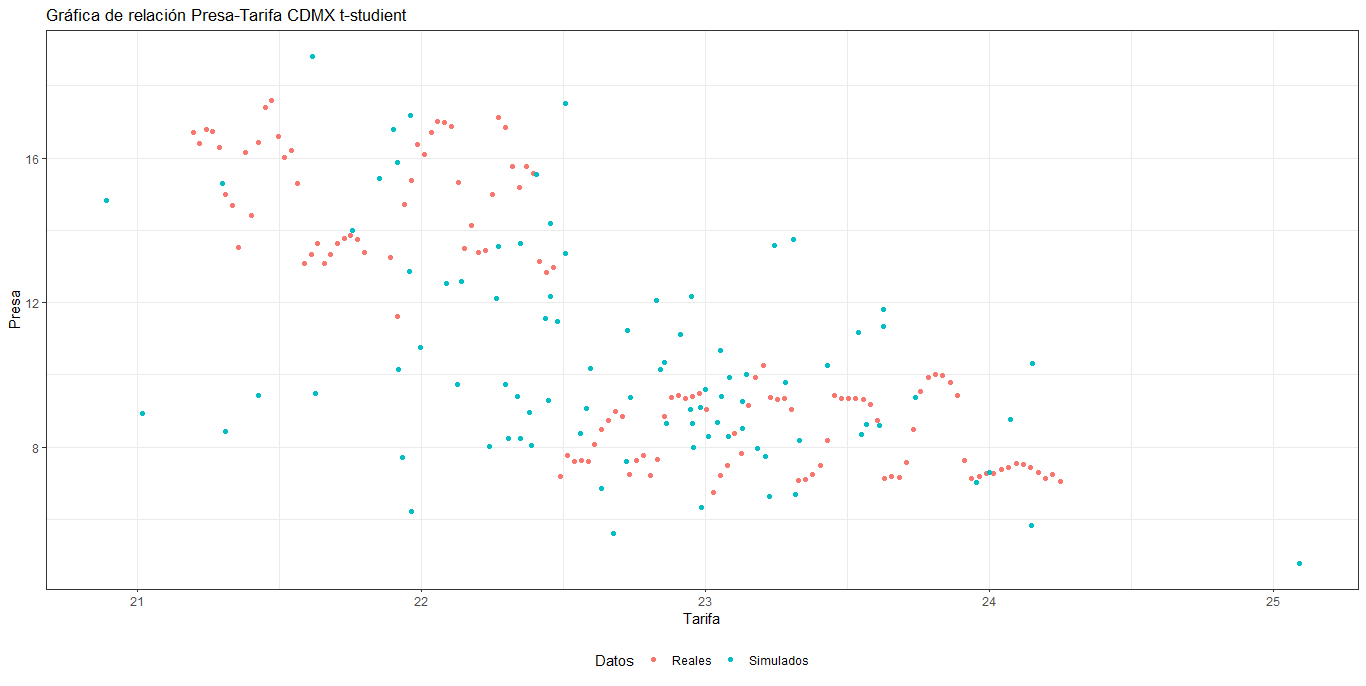 Gráfica de relación Presa-Tarifa CDMX t-studient
16
12
8
Presa
21 22 23 24 25
Tarifa
Datos Reales Simulados